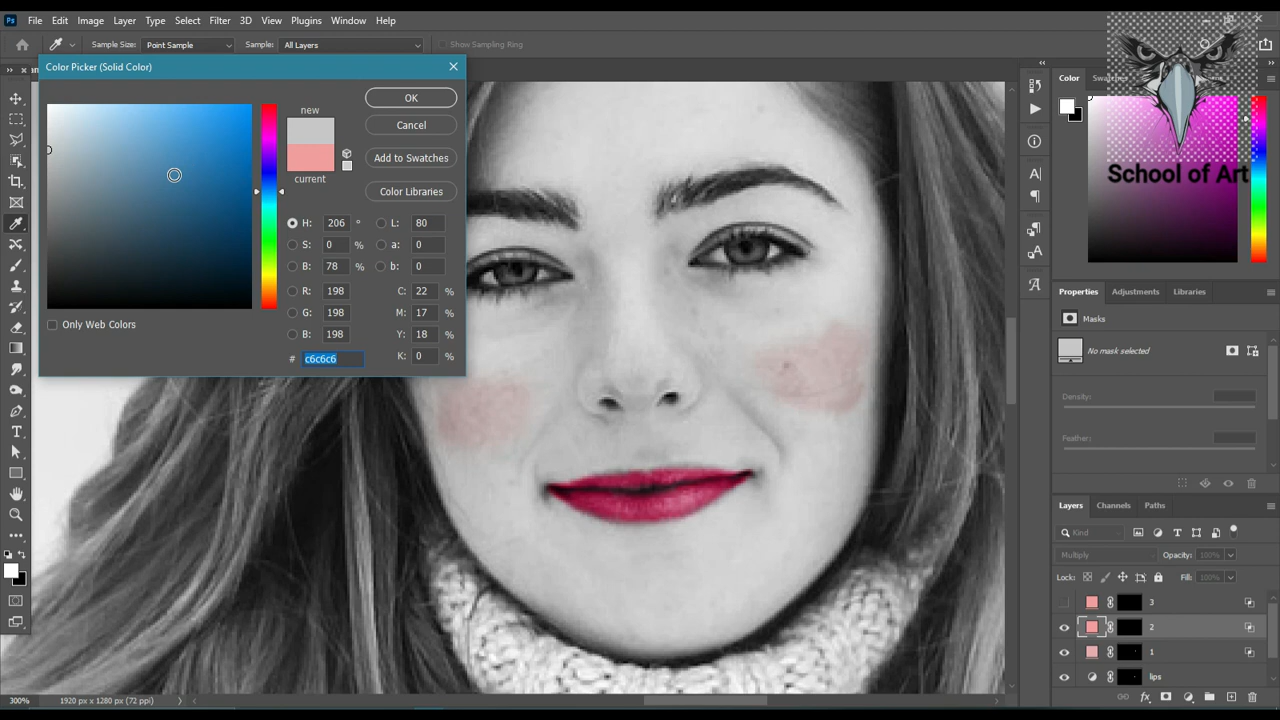 Ps File Edit Image Layer Type Select Filter 3D View Plugins Window Help
Sample Size: Point Sample Sample: All Layers Show Sampling Ring
Color Picker (Solid Color)
new
current
OK
Cancel
Add to Swatches
Color Libraries
H: 206 ° L: 80
S: 0 % a: 0
B: 78 % b: 0
R: 198 C: 22 %
G: 198 M: 17 %
B: 198 Y: 18 %
# c6c6c6 K: 0 %
Only Web Colors
Color Swatches
School of Art
Properties Adjustments Libraries
Masks
No mask selected
Density:
Feather:
Layers Channels Paths
Kind
Multiply Opacity: 100%
Lock: Fill: 100%
3
2
1
lips
300% 1920 px x 1280 px (72 ppi)